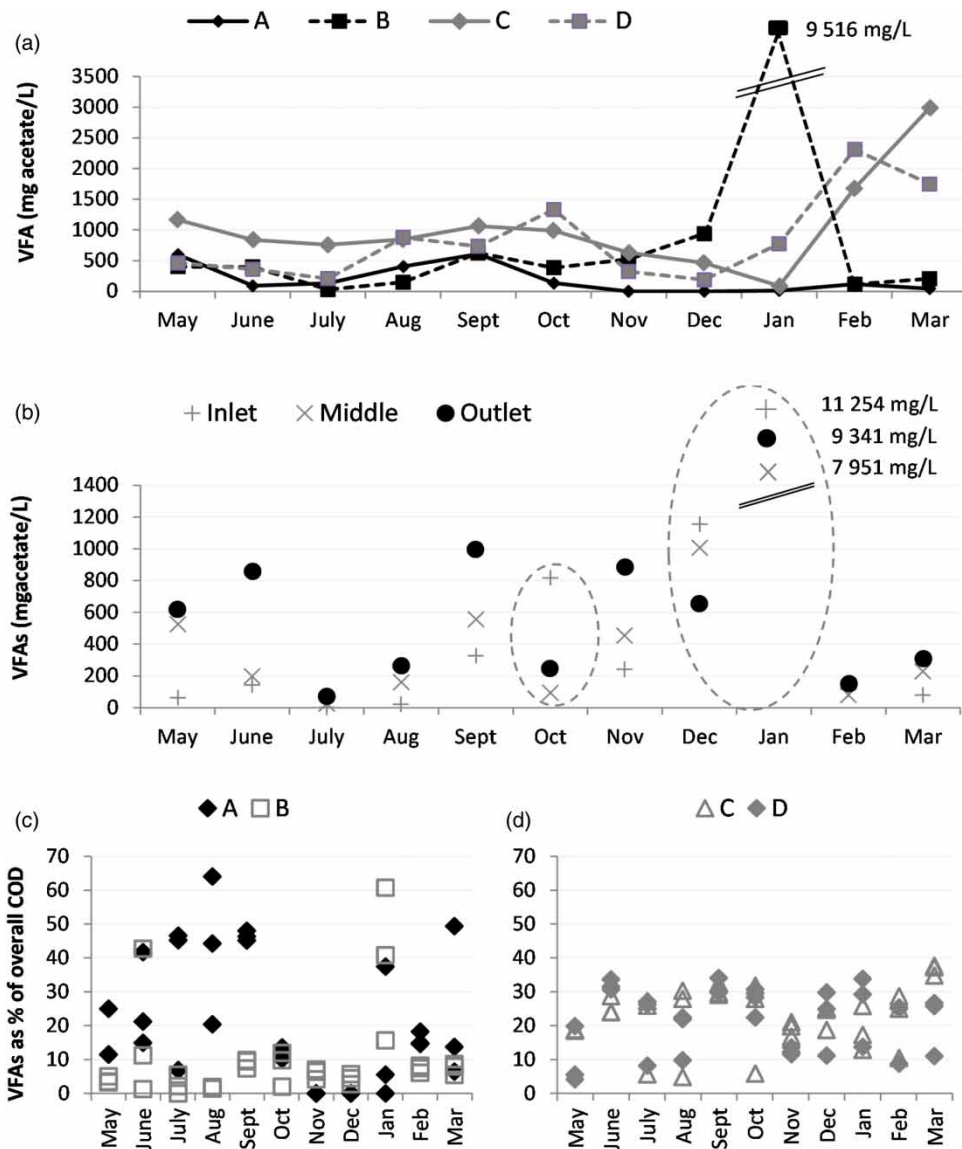 (a)
A B C D
9 516 mg/L
VFA (mg acetate/L)
3500
3000
2500
2000
1500
1000
500
0
May June July Aug Sept Oct Nov Dec Jan Feb Mar
(b)
Inlet Middle Outlet
11 254 mg/L
9 341 mg/L
7 951 mg/L
VFAs (mgacetate/L)
1400
1200
1000
800
600
400
200
0
May June July Aug Sept Oct Nov Dec Jan Feb Mar
(c)
A B
VFAs as % of overall COD
70
60
50
40
30
20
10
0
May June July Aug Sept Oct Nov Dec Jan Feb Mar
(d)
C D
70
60
50
40
30
20
10
0
May June July Aug Sept Oct Nov Dec Jan Feb Mar